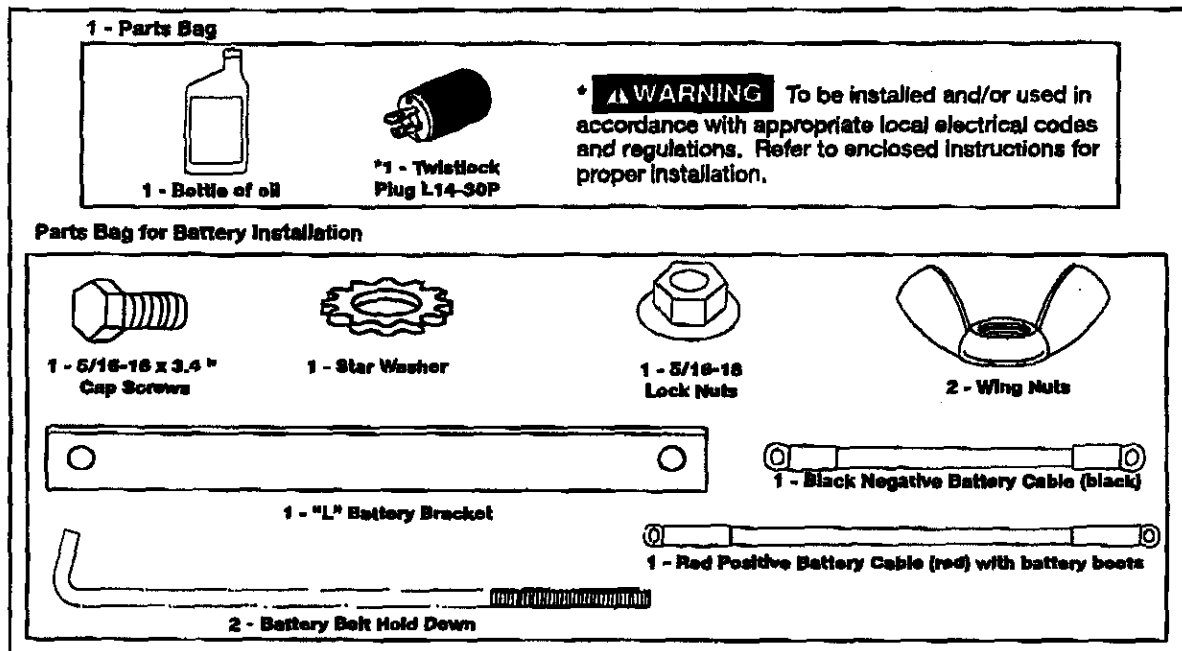 1 - Parts Bag
* WARNING To be installed and/or used in
accordance with appropriate local electrical codes
and regulations. Refer to enclosed instructions for
proper installation.
1 - Bottle of oil
*1 - Twistlock
Plug L14-30P
Parts Bag for Battery Installation
1 - 5/16-18 x 3.4 "
Cap Screws
1 - Star Washer
1 - 5/16-18
Lock Nuts
2 - Wing Nuts
1 - "L" Battery Bracket
1 - Black Negative Battery Cable (black)
1 - Red Positive Battery Cable (red) with battery boots
2 - Battery Bolt Hold Down